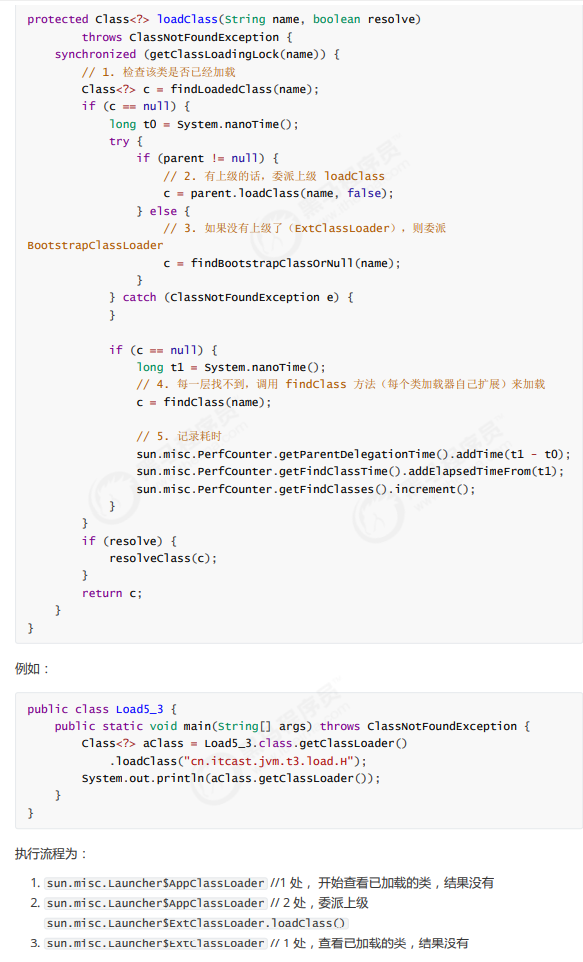 protected Class<?> loadClass(String name, boolean resolve)
throws ClassNotFoundException {
synchronized (getClassLoadingLock(name)) {
// 1. 检查该类是否已经加载
Class<?> c = findLoadedClass(name);
if (c == null) {
long t0 = System.nanoTime();
try {
if (parent != null) {
// 2. 有上级的话，委派上级 loadClass
c = parent.loadClass(name, false);
} else {
// 3. 如果没有上级了（ExtClassLoader），则委派
BootstrapClassLoader
c = findBootstrapClassOrNull(name);
}
} catch (ClassNotFoundException e) {
}
if (c == null) {
long t1 = System.nanoTime();
// 4. 每一层找不到，调用 findClass 方法（每个类加载器自己扩展）来加载
c = findClass(name);
// 5. 记录耗时
sun.misc.PerfCounter.getParentDelegationTime().addTime(t1 - t0);
sun.misc.PerfCounter.getFindClassTime().addElapsedTimeFrom(t1);
sun.misc.PerfCounter.getFindClasses().increment();
}
}
if (resolve) {
resolveClass(c);
}
return c;
}
}
例如：
public class Load5_3 {
public static void main(String[] args) throws ClassNotFoundException {
Class<?> aClass = Load5_3.class.getClassLoader()
.loadClass("cn.itcast.jvm.t3.load.H");
System.out.println(aClass.getClassLoader());
}
}
执行流程为：
1. sun.misc.Launcher$AppClassLoader //1 处， 开始查看已加载的类，结果没有
2. sun.misc.Launcher$AppClassLoader // 2 处，委派上级
sun.misc.Launcher$ExtClassLoader.loadClass()
3. sun.misc.Launcher$ExtClassLoader // 1 处，查看已加载的类，结果没有